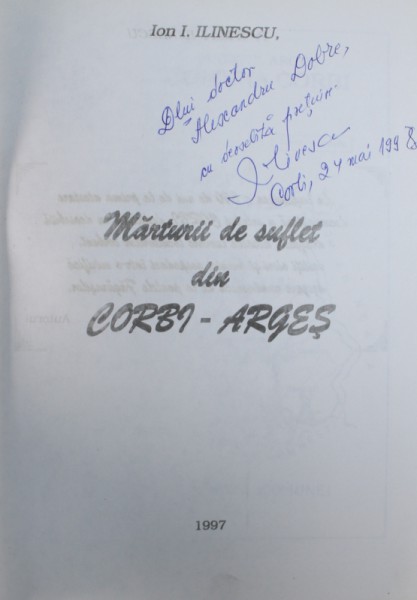 Ion I. ILINESCU,
Dlui doctor
Alexandru Dobre,
cu deosebită prețuire
Ilinescu
Corbi, 24 mai 1998
Mărturii de suflet
din
CORBI - ARGEȘ
1997